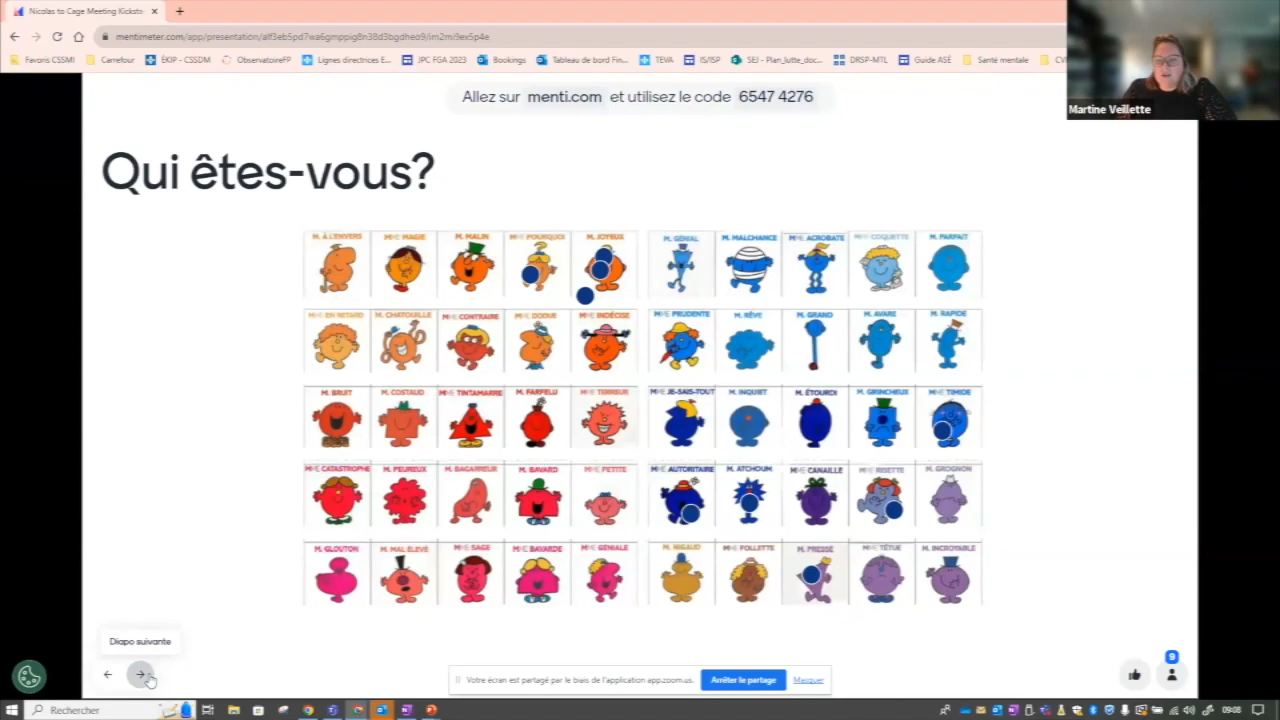 Nicolas to Cage Meeting Kicksta
mentimeter.com/app/presentation/alf3eb5pd7wa6gmppig8n38d3bgdheo9/im2m9ex5p4e
Favoris CSSMI
Carrefour
ÉKIP - CSSDM
ObservatoireFP
Lignes directrices E...
JPC FGA 2023
Bookings
Tableau de bord Fin...
TEVA
IS/ISP
SEJ - Plan_lutte_doc...
DRSP-MTL
Guide ASÉ
Santé mentale
Martine Veillette
Allez sur menti.com et utilisez le code 6547 4276
Qui êtes-vous?
M. À L'ENVERS MME MAGIE M. MALIN MME POURQUOI M. JOYEUX M. GÉNIAL M. MALCHANCE MME ACROBATE MME COQUETTE M. PARFAIT
MME EN RETARD M. CHATOUILLE MME CONTRAIRE MME DODUE MME INDÉCISE MME PRUDENTE M. RÊVE M. GRAND M. AVARE M. RAPIDE
M. BRUIT M. COSTAUD MME TINTAMARRE M. FARFELU MME TERREUR MME JE-SAIS-TOUT M. INQUIET M. ÉTOURDI M. GRINCHEUX MME TIMIDE
MME CATASTROPHE M. PEUREUX M. BAGARREUR M. BAVARD MME PETITE MME AUTORITAIRE M. ATCHOUM MME CANAILLE MME RISETTE M. GROGNON
M. GLOUTON M. MAL ÉLEVÉ MME SAGE MME BAVARDE MME GÉNIALE M. NIGAUD MME FOLLETTE M. PRESSÉ MME TÊTUE M. INCROYABLE
Diapo suivante
Votre écran est partagé par le biais de l'application app.zoom.us.
Arrêter le partage
Masquer
9
Rechercher
09:08